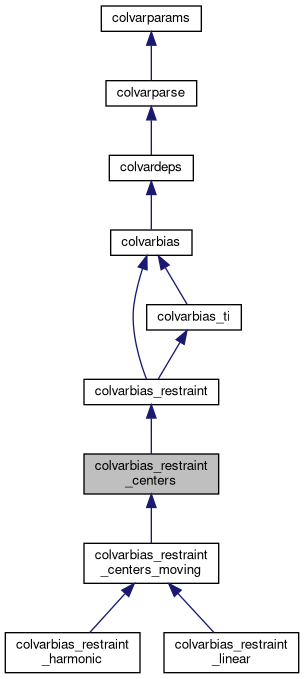 colvarparams
colvarparse
colvardeps
colvarbias
colvarbias_ti
colvarbias_restraint
colvarbias_restraint
_centers
colvarbias_restraint
_centers_moving
colvarbias_restraint
_harmonic
colvarbias_restraint
_linear